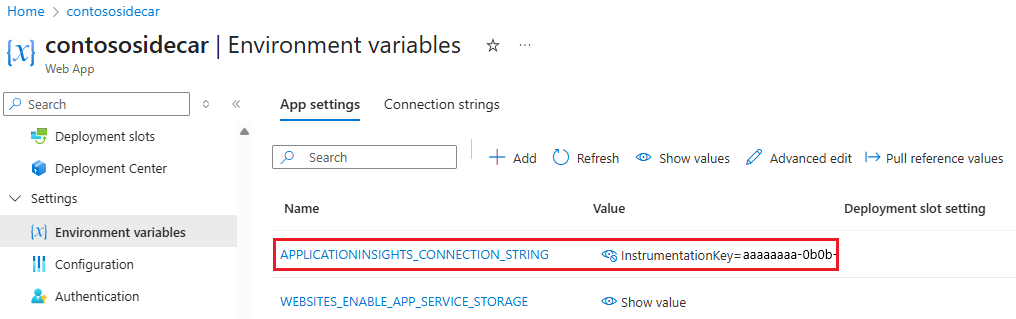 Home > contososidecar
contososidecar | Environment variables
Web App
Search
App settings Connection strings
Deployment slots
Deployment Center
Search Add Refresh Show values Advanced edit Pull reference values
Settings
Name Value Deployment slot setting
Environment variables
APPLICATIONINSIGHTS_CONNECTION_STRING InstrumentationKey=aaaaaaaa-0b0b-
Configuration
Authentication
WEBSITES_ENABLE_APP_SERVICE_STORAGE Show value